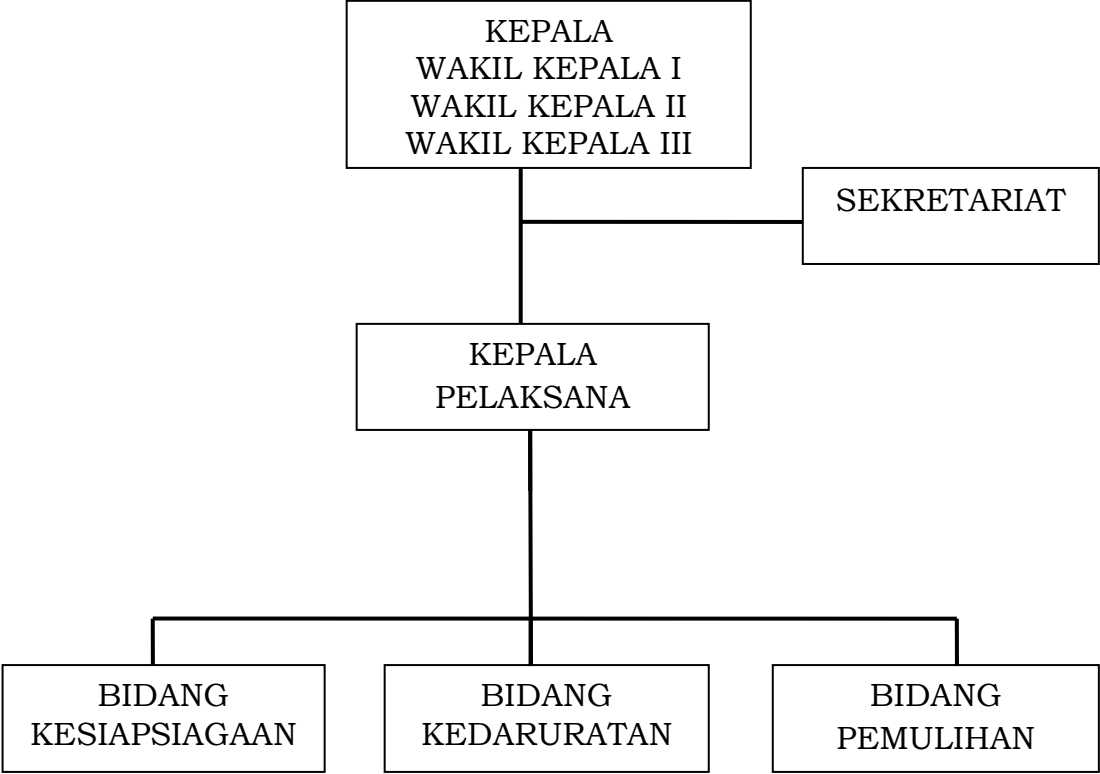 KEPALA
WAKIL KEPALA I
WAKIL KEPALA II
WAKIL KEPALA III
SEKRETARIAT
KEPALA
PELAKSANA
BIDANG
KESIAPSIAGAAN
BIDANG
KEDARURATAN
BIDANG
PEMULIHAN